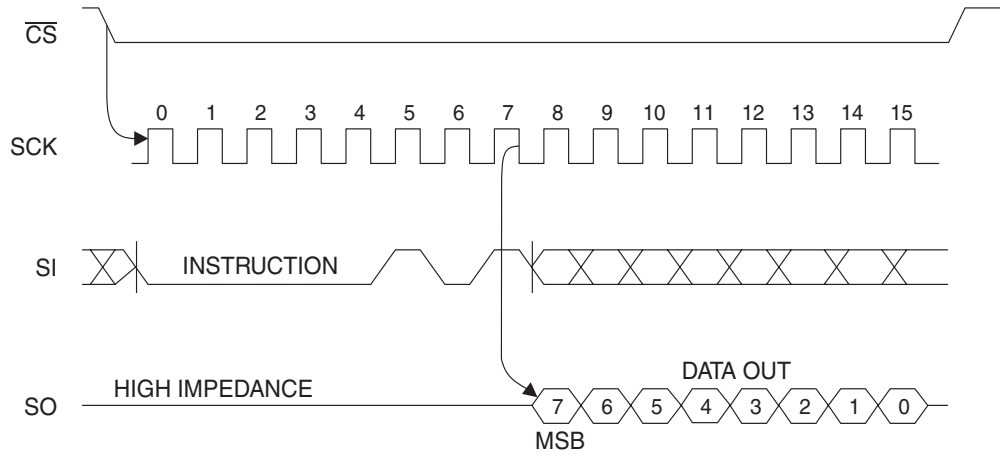 CS
0 1 2 3 4 5 6 7 8 9 10 11 12 13 14 15
SCK
SI INSTRUCTION
DATA OUT
HIGH IMPEDANCE
SO 7 6 5 4 3 2 1 0
MSB